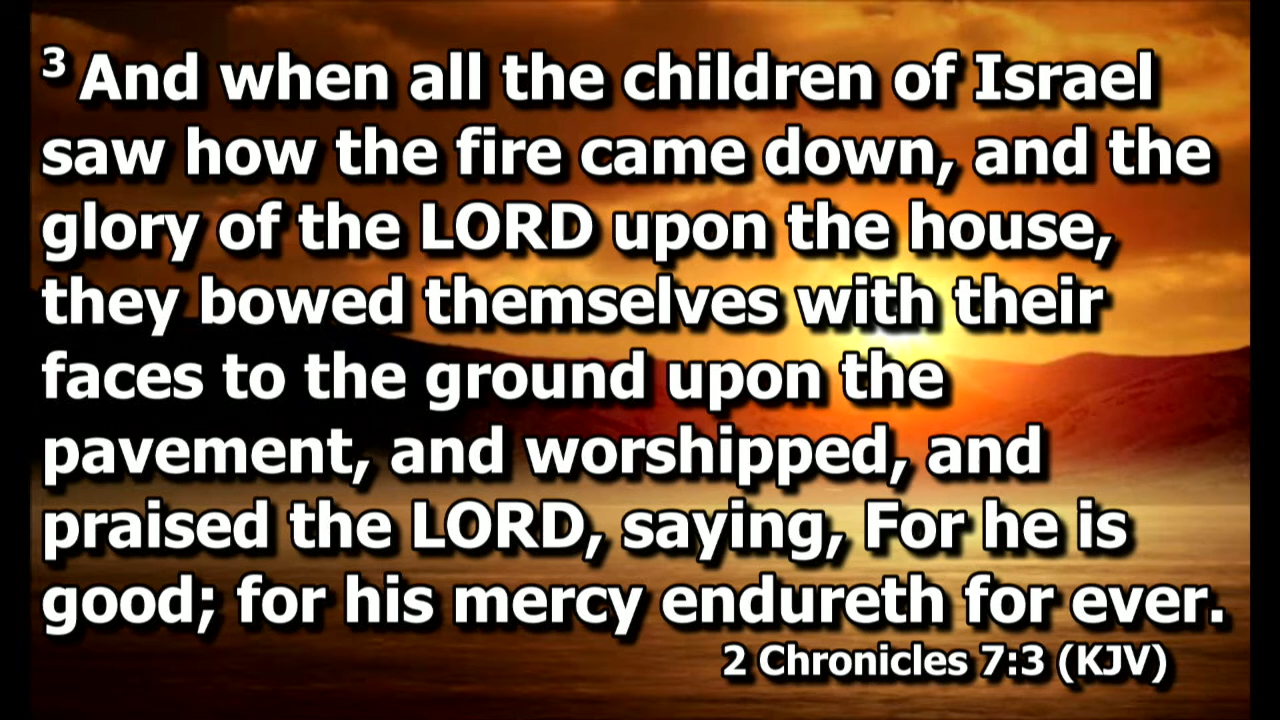 3 And when all the children of Israel
saw how the fire came down, and the
glory of the LORD upon the house,
they bowed themselves with their
faces to the ground upon the
pavement, and worshipped, and
praised the LORD, saying, For he is
good; for his mercy endureth for ever.
2 Chronicles 7:3 (KJV)